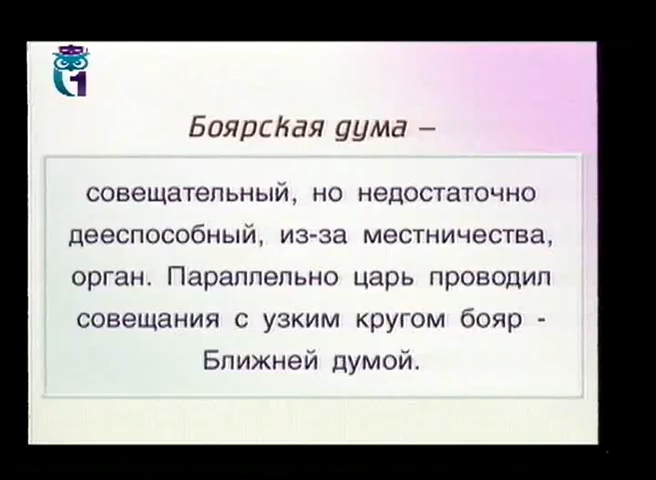 1
Боярская дума –
совещательный, но недостаточно
дееспособный, из-за местничества,
орган. Параллельно царь проводил
совещания с узким кругом бояр -
Ближней думой.